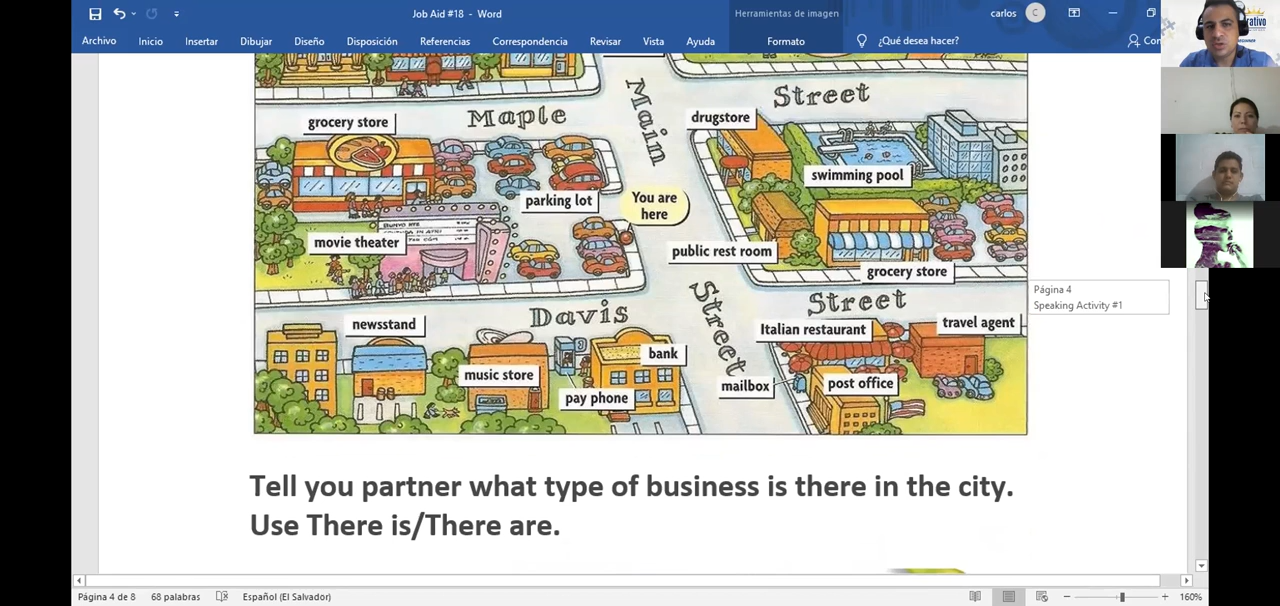 Job Aid #18 - Word
Herramientas de imagen
carlos
C
Archivo Inicio Insertar Dibujar Diseño Disposición Referencias Correspondencia Revisar Vista Ayuda Formato ¿Qué desea hacer?
Maple
Main
Street
grocery store
drugstore
swimming pool
parking lot
You are
here
movie theater
public rest room
grocery store
Davis
Street
Street
newsstand
Italian restaurant
travel agent
music store
bank
pay phone
mailbox
post office
Página 4
Speaking Activity #1
Tell you partner what type of business is there in the city.
Use There is/There are.
Página 4 de 8 68 palabras Español (El Salvador) 160%